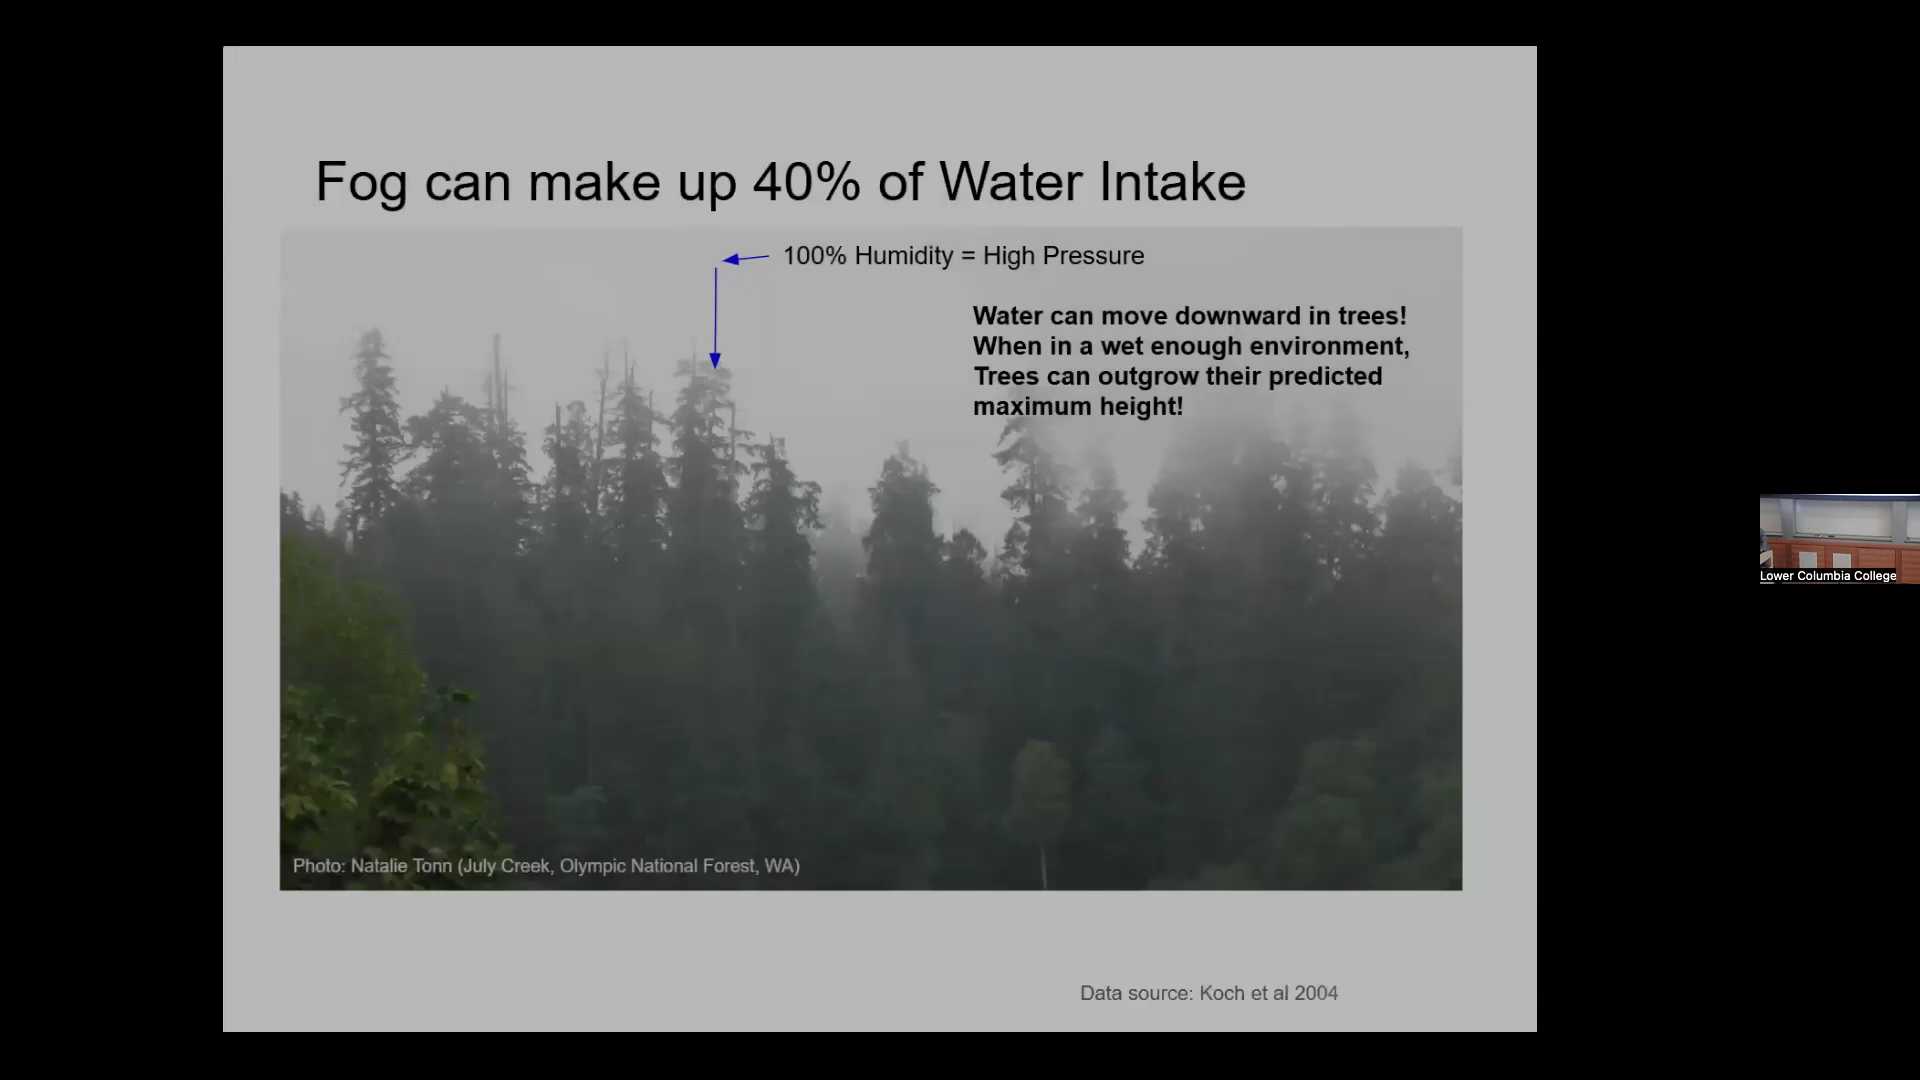 Fog can make up 40% of Water Intake
100% Humidity = High Pressure
Water can move downward in trees!
When in a wet enough environment,
Trees can outgrow their predicted
maximum height!
Photo: Natalie Tonn (July Creek, Olympic National Forest, WA)
Data source: Koch et al 2004
Lower Columbia College